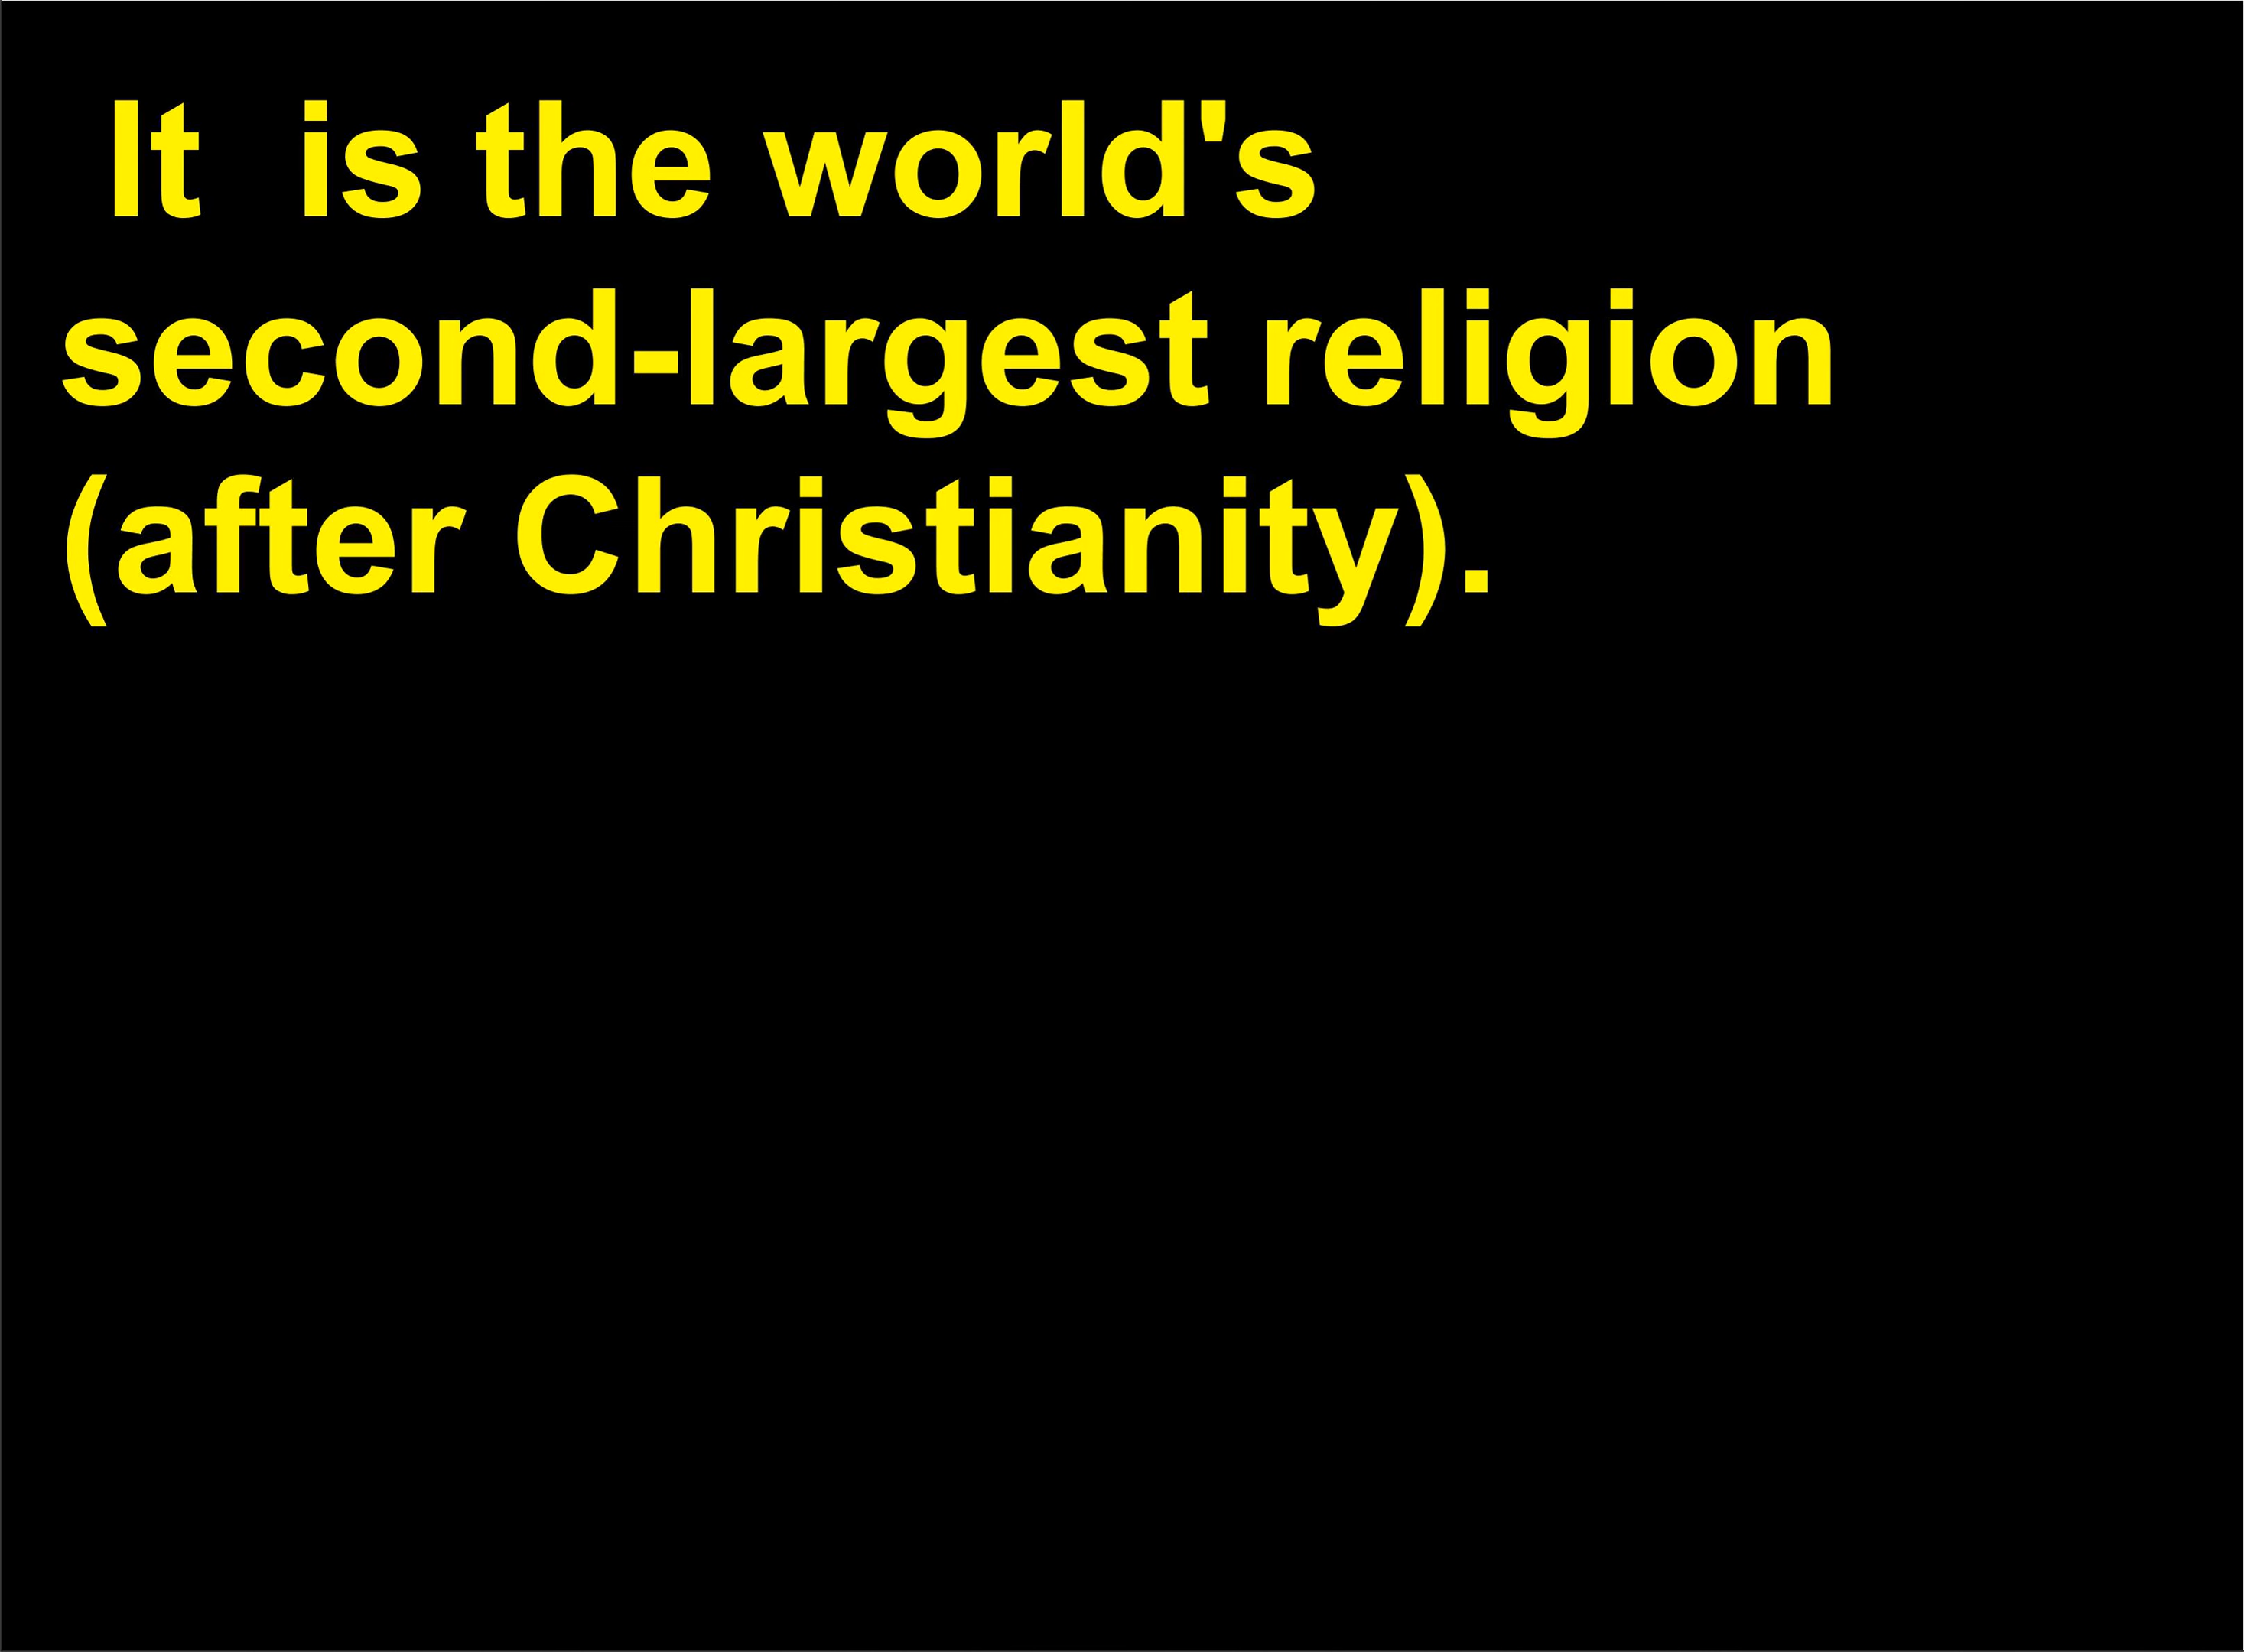 It  is the world's
second-largest religion
(after Christianity).